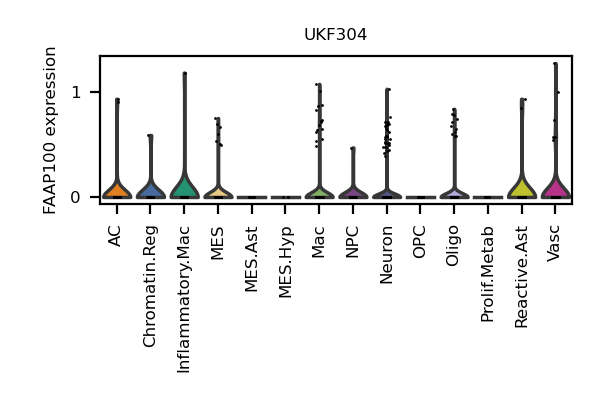 UKF304
FAAP100 expression
1
0
AC
Chromatin.Reg
Inflammatory.Mac
MES
MES.Ast
MES.Hyp
Mac
NPC
Neuron
OPC
Oligo
Prolif.Metab
Reactive.Ast
Vasc